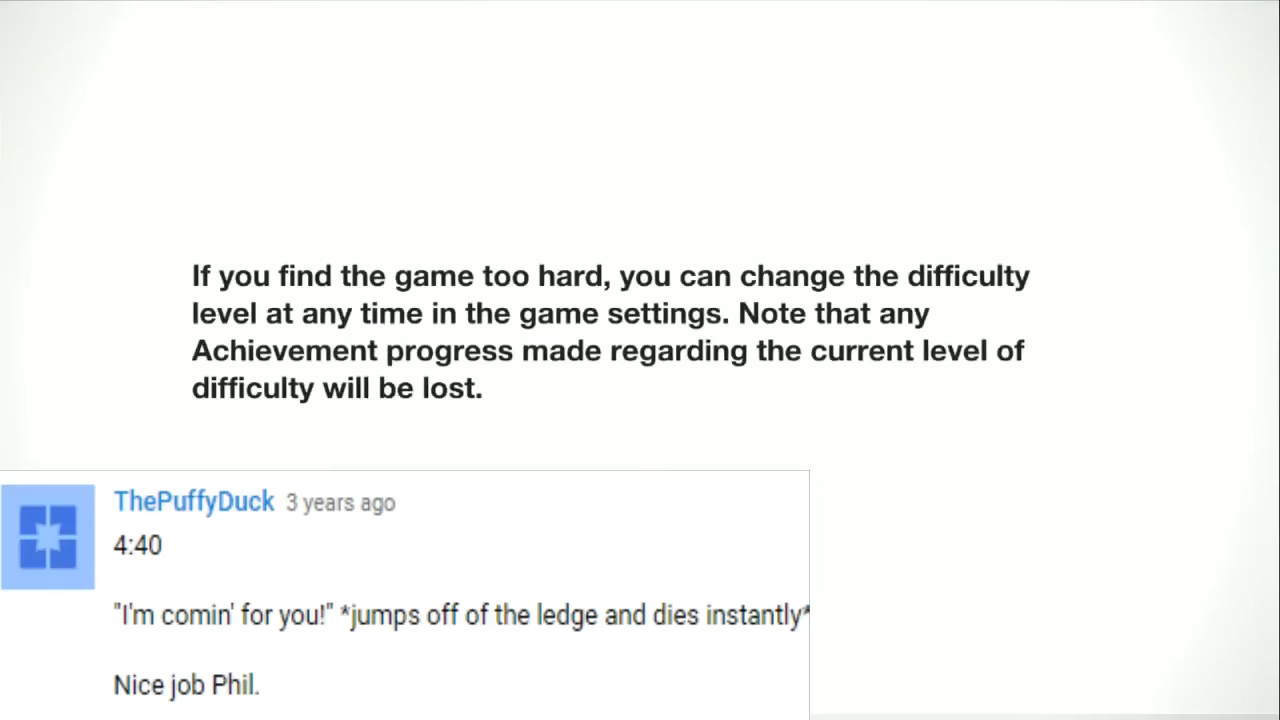 If you find the game too hard, you can change the difficulty
level at any time in the game settings. Note that any
Achievement progress made regarding the current level of
difficulty will be lost.
ThePuffyDuck 3 years ago
4:40
"I'm comin' for you!" *jumps off of the ledge and dies instantly*
Nice job Phil.